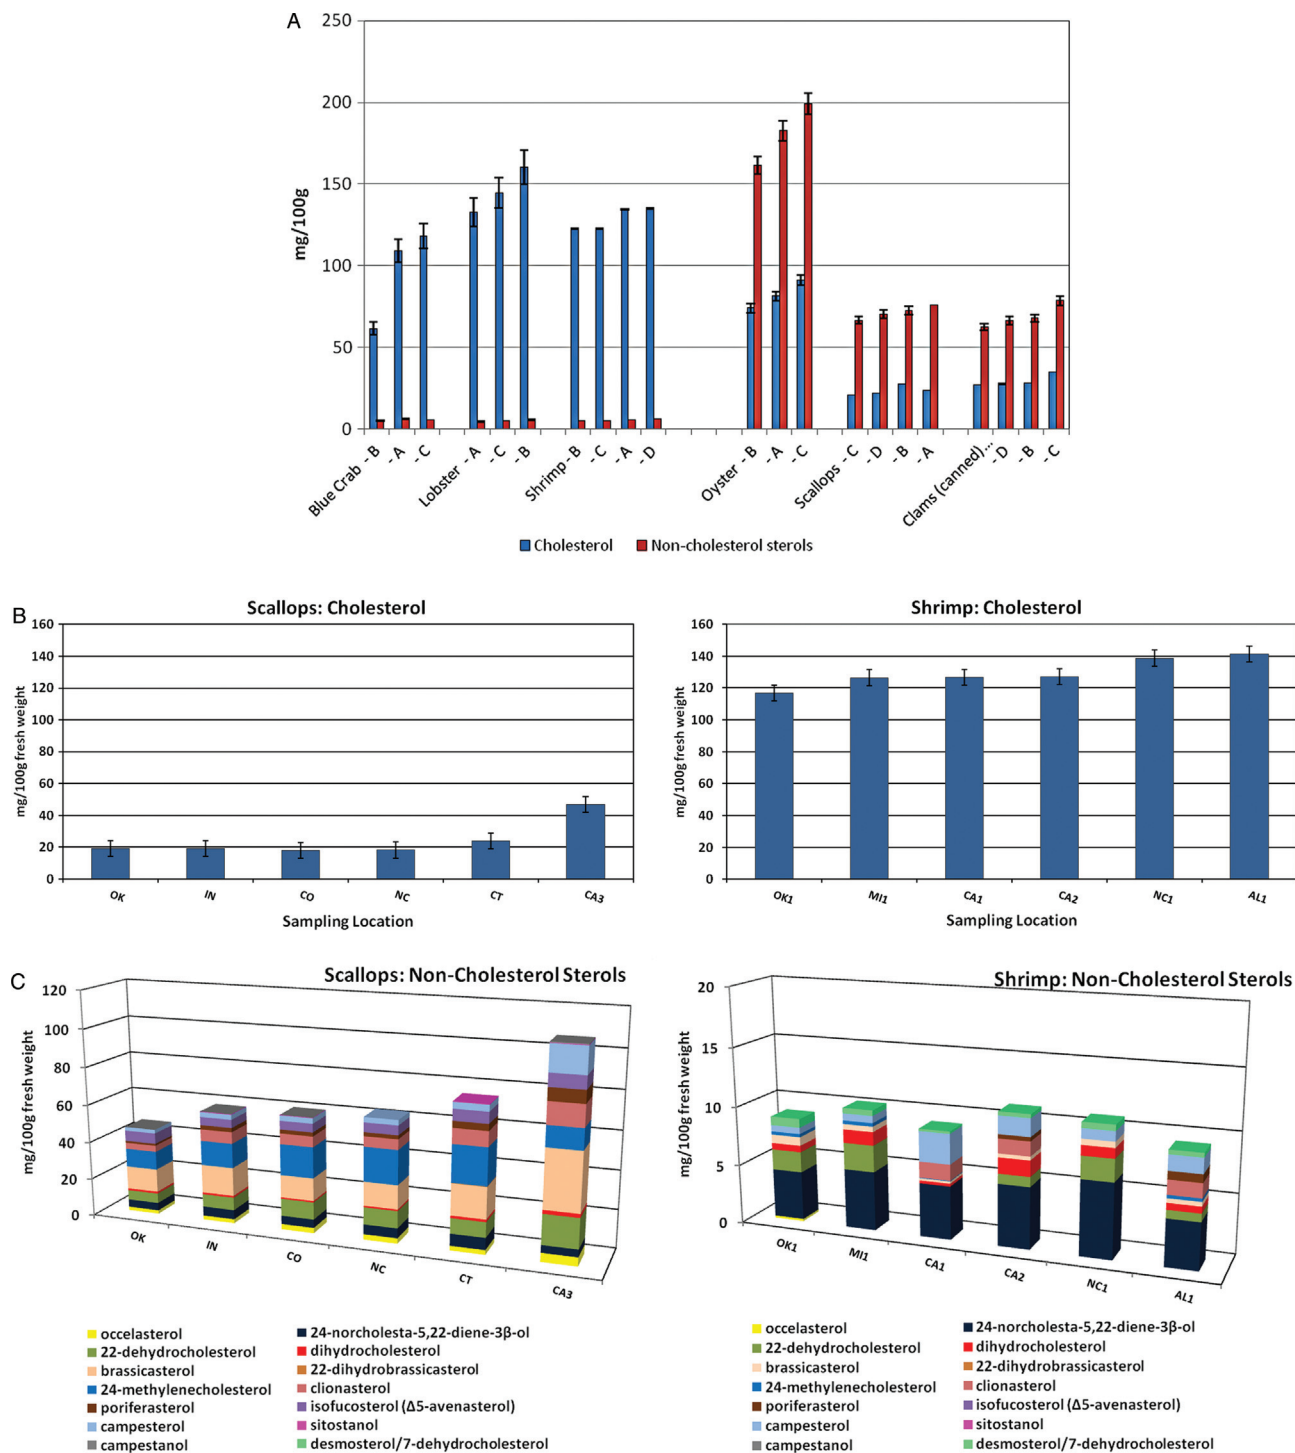 A
250
200
150
100
50
0
mg/100g
Blue Crab - B
- A
- C
Lobster - A
- C
- B
Shrimp - B
- C
- A
- D
Oyster - B
- A
- C
Scallops - C
- D
- B
- A
Clams (canned)...
- D
- B
- C
Cholesterol
Non-cholesterol sterols
B
Scallops: Cholesterol
160
140
120
100
80
60
40
20
0
mg/100g fresh weight
OK
IN
CO
NC
CT
CA3
Sampling Location
Shrimp: Cholesterol
160
140
120
100
80
60
40
20
0
mg/100g fresh weight
OK1
MI1
CA1
CA2
NC1
AL1
Sampling Location
C
Scallops: Non-Cholesterol Sterols
120
100
80
60
40
20
0
mg/100g fresh weight
OK
IN
CO
NC
CT
CA3
occelasterol
24-norcholesta-5,22-diene-3β-ol
22-dehydrocholesterol
dihydrocholesterol
brassicasterol
22-dihydrobrassicasterol
24-methylenecholesterol
clionasterol
poriferasterol
isofucosterol (Δ5-avenasterol)
campesterol
sitostanol
campestanol
desmosterol/7-dehydrocholesterol
Shrimp: Non-Cholesterol Sterols
20
15
10
5
0
mg/100g fresh weight
OK1
MI1
CA1
CA2
NC1
AL1
occelasterol
24-norcholesta-5,22-diene-3β-ol
22-dehydrocholesterol
dihydrocholesterol
brassicasterol
22-dihydrobrassicasterol
24-methylenecholesterol
clionasterol
poriferasterol
isofucosterol (Δ5-avenasterol)
campesterol
sitostanol
campestanol
desmosterol/7-dehydrocholesterol